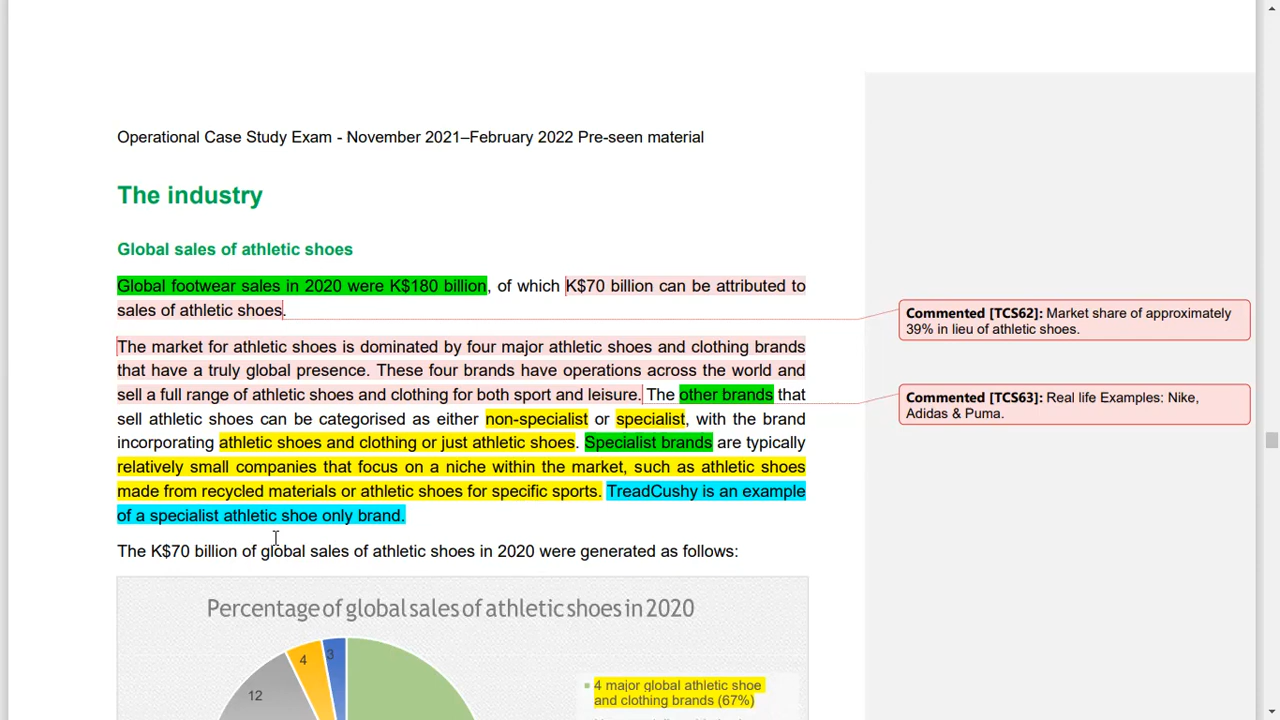 Operational Case Study Exam - November 2021–February 2022 Pre-seen material
The industry
Global sales of athletic shoes
Global footwear sales in 2020 were K$180 billion, of which K$70 billion can be attributed to
sales of athletic shoes.
The market for athletic shoes is dominated by four major athletic shoes and clothing brands
that have a truly global presence. These four brands have operations across the world and
sell a full range of athletic shoes and clothing for both sport and leisure. The other brands that
sell athletic shoes can be categorised as either non-specialist or specialist, with the brand
incorporating athletic shoes and clothing or just athletic shoes. Specialist brands are typically
relatively small companies that focus on a niche within the market, such as athletic shoes
made from recycled materials or athletic shoes for specific sports. TreadCushy is an example
of a specialist athletic shoe only brand.
The K$70 billion of global sales of athletic shoes in 2020 were generated as follows:
Percentage of global sales of athletic shoes in 2020
4
3
12
4 major global athletic shoe
and clothing brands (67%)
Commented [TCS62]: Market share of approximately
39% in lieu of athletic shoes.
Commented [TCS63]: Real life Examples: Nike,
Adidas & Puma.